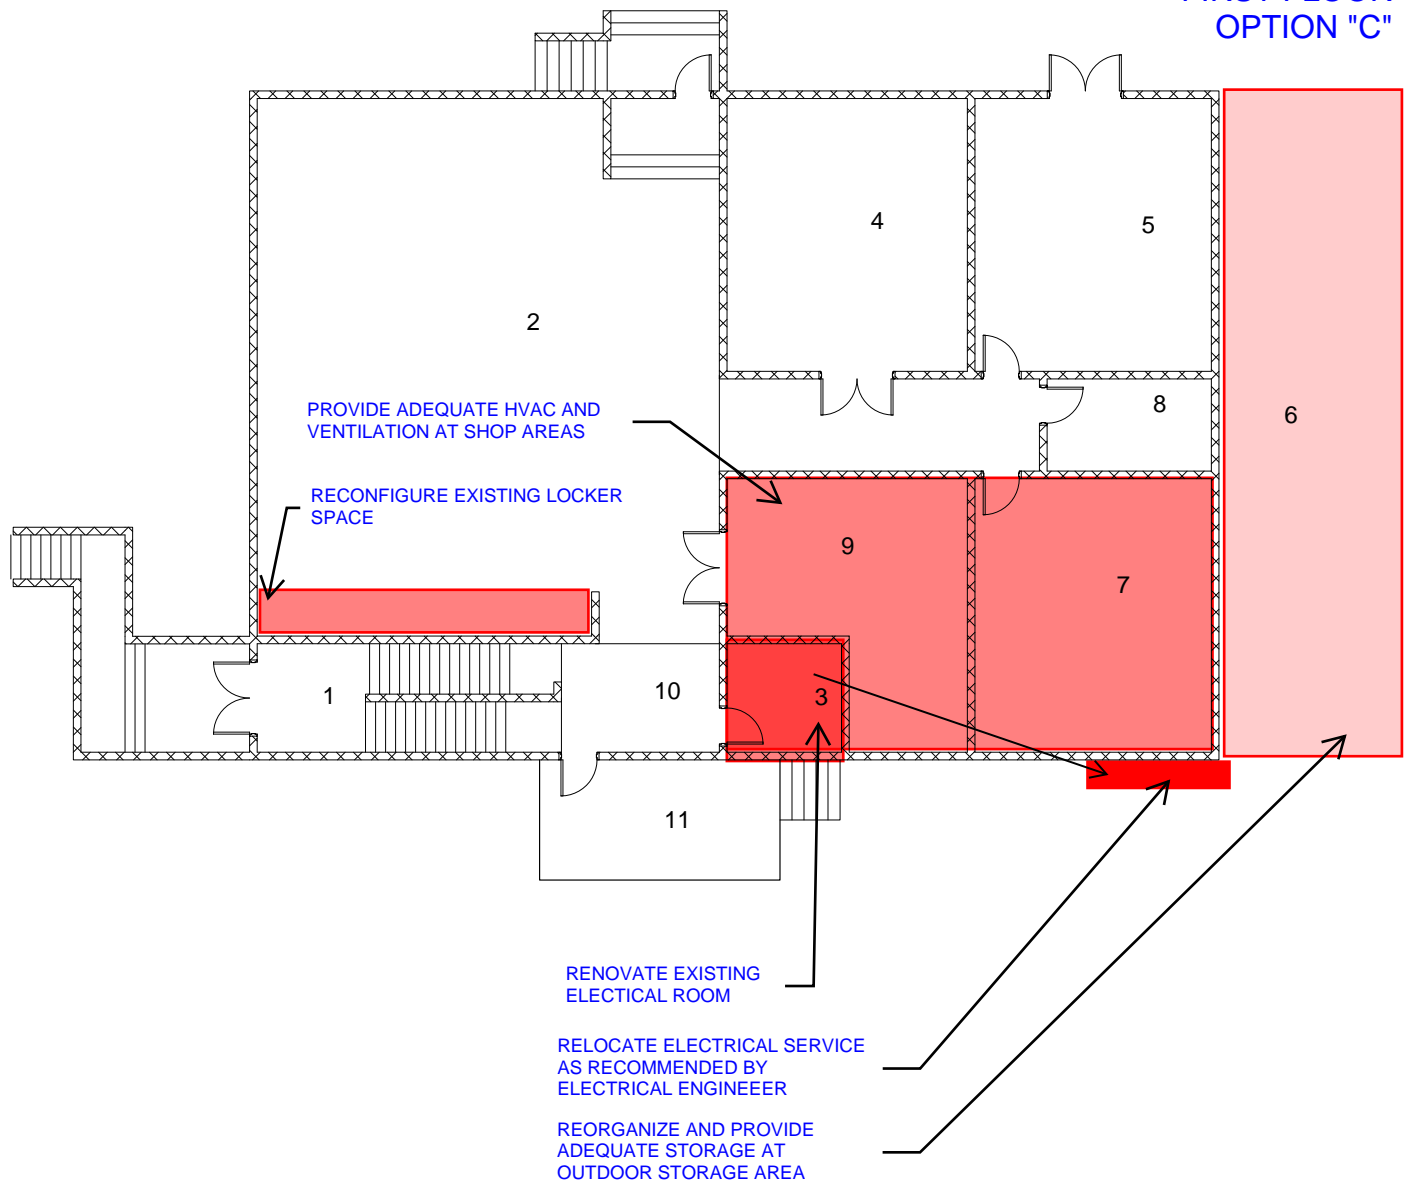 OPTION "C"
4
5
2
PROVIDE ADEQUATE HVAC AND
VENTILATION AT SHOP AREAS
8
6
RECONFIGURE EXISTING LOCKER
SPACE
9
7
1
10
3
11
RENOVATE EXISTING
ELECTICAL ROOM
RELOCATE ELECTRICAL SERVICE
AS RECOMMENDED BY
ELECTRICAL ENGINEEER
REORGANIZE AND PROVIDE
ADEQUATE STORAGE AT
OUTDOOR STORAGE AREA